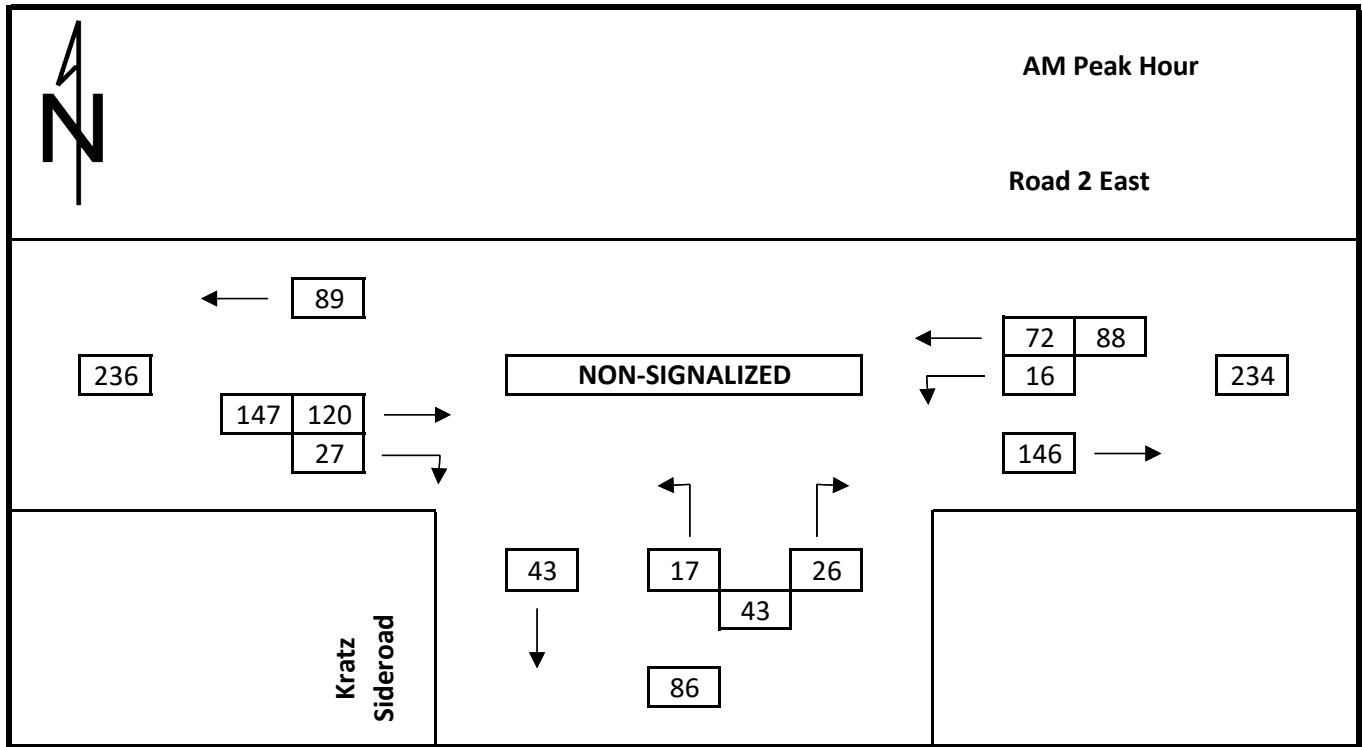 N
AM Peak Hour
Road 2 East
89
72 88
236
NON-SIGNALIZED
16
234
147 120
27
146
43
17
26
43
Kratz
Sideroad
86